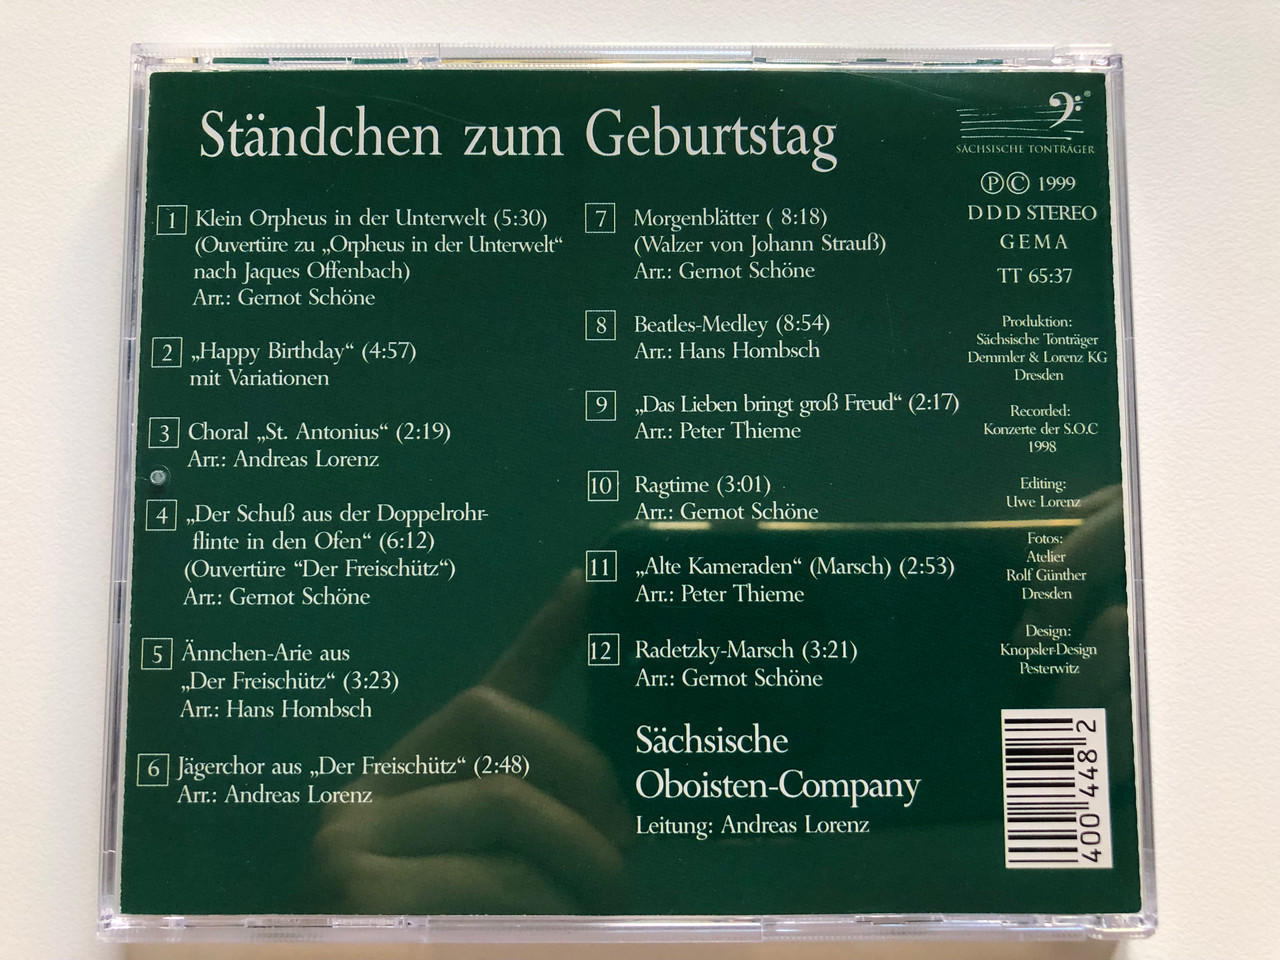 Ständchen zum Geburtstag
1 Klein Orpheus in der Unterwelt (5:30)
(Ouvertüre zu „Orpheus in der Unterwelt“
nach Jaques Offenbach)
Arr.: Gernot Schöne
2 „Happy Birthday“ (4:57)
mit Variationen
3 Choral „St. Antonius“ (2:19)
Arr.: Andreas Lorenz
4 „Der Schuß aus der Doppelrohr-
flinte in den Ofen“ (6:12)
(Ouvertüre “Der Freischütz“)
Arr.: Gernot Schöne
5 Ännchen-Arie aus
„Der Freischütz“ (3:23)
Arr.: Hans Hombsch
6 Jägerchor aus „Der Freischütz“ (2:48)
Arr.: Andreas Lorenz
7 Morgenblätter ( 8:18)
(Walzer von Johann Strauß)
Arr.: Gernot Schöne
8 Beatles-Medley (8:54)
Arr.: Hans Hombsch
9 „Das Lieben bringt groß Freud“ (2:17)
Arr.: Peter Thieme
10 Ragtime (3:01)
Arr.: Gernot Schöne
11 „Alte Kameraden“ (Marsch) (2:53)
Arr.: Peter Thieme
12 Radetzky-Marsch (3:21)
Arr.: Gernot Schöne
Sächsische
Oboisten-Company
Leitung: Andreas Lorenz
SÄCHSISCHE TONTRÄGER
Ⓟ© 1999
DDD STEREO
GEMA
TT 65:37
Produktion:
Sächsische Tonträger
Demmler & Lorenz KG
Dresden
Recorded:
Konzerte der S.O.C
1998
Editing:
Uwe Lorenz
Fotos:
Atelier
Rolf Günther
Dresden
Design:
Knopsler-Design
Pesterwitz
400 448 2